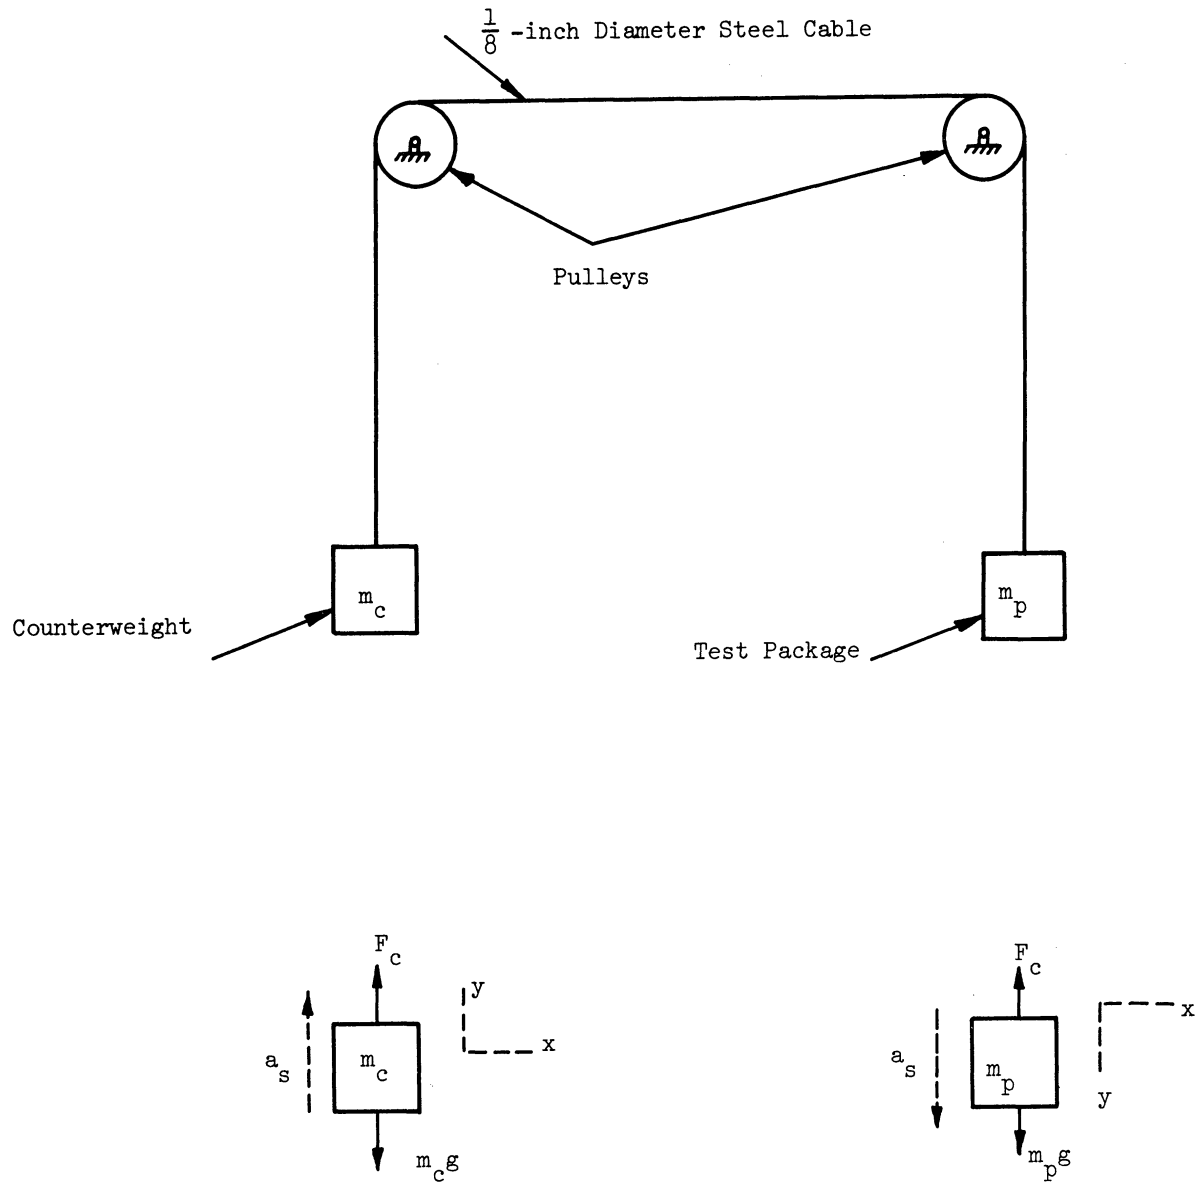 1/8 -inch Diameter Steel Cable
Pulleys
m_c
m_p
Counterweight
Test Package
F_c
F_c
y
x
a_s
m_c
x
a_s
m_p
y
m_c g
m_p g